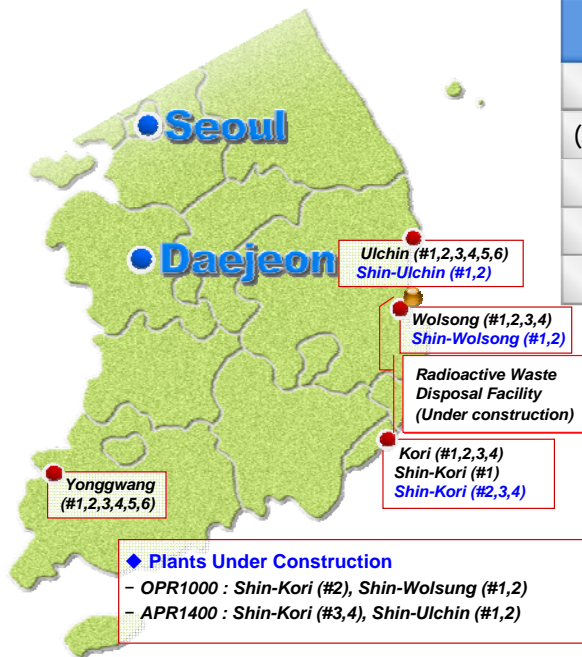 (
Seoul
Daejeon
Ulchin (#1,2,3,4,5,6)
Shin-Ulchin (#1,2)
Wolsong (#1,2,3,4)
Shin-Wolsong (#1,2)
Radioactive Waste
Disposal Facility
(Under construction)
Kori (#1,2,3,4)
Shin-Kori (#1)
Shin-Kori (#2,3,4)
Yonggwang
(#1,2,3,4,5,6)
◆ Plants Under Construction
– OPR1000 : Shin-Kori (#2), Shin-Wolsung (#1,2)
– APR1400 : Shin-Kori (#3,4), Shin-Ulchin (#1,2)